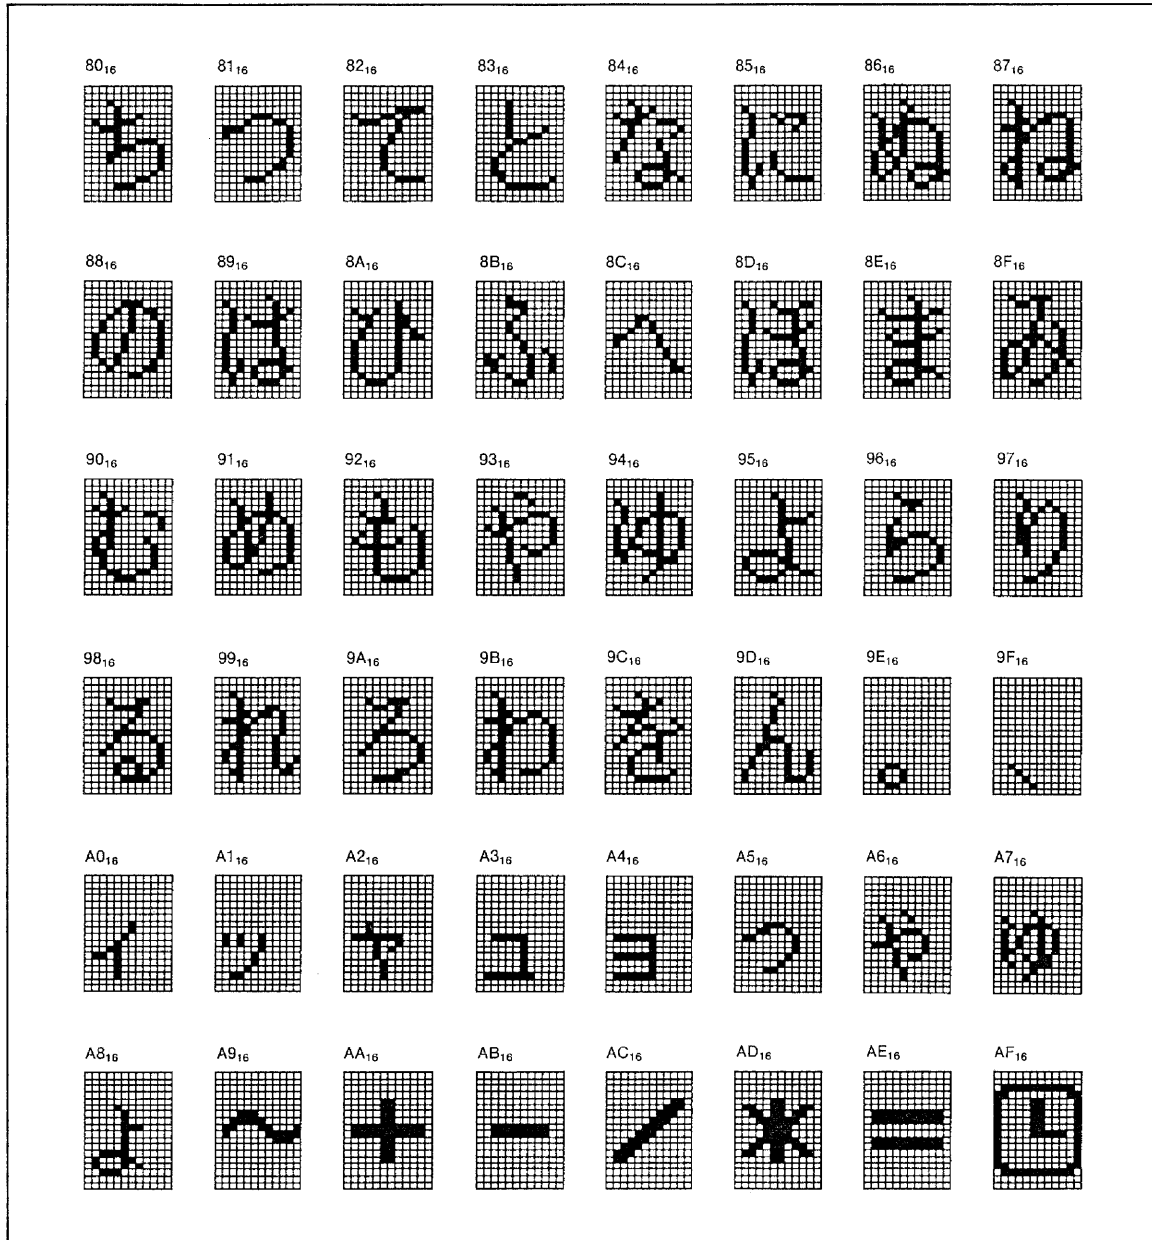 80₁₆ 81₁₆ 82₁₆ 83₁₆ 84₁₆ 85₁₆ 86₁₆ 87₁₆
ち つ て と な に ぬ ね
88₁₆ 89₁₆ 8A₁₆ 8B₁₆ 8C₁₆ 8D₁₆ 8E₁₆ 8F₁₆
の は ひ ふ へ ほ ま み
90₁₆ 91₁₆ 92₁₆ 93₁₆ 94₁₆ 95₁₆ 96₁₆ 97₁₆
む め も や ゆ よ ら り
98₁₆ 99₁₆ 9A₁₆ 9B₁₆ 9C₁₆ 9D₁₆ 9E₁₆ 9F₁₆
る れ ろ わ を ん 。 、
A0₁₆ A1₁₆ A2₁₆ A3₁₆ A4₁₆ A5₁₆ A6₁₆ A7₁₆
ィ ッ ャ ュ ョ っ ゃ ゅ
A8₁₆ A9₁₆ AA₁₆ AB₁₆ AC₁₆ AD₁₆ AE₁₆ AF₁₆
ょ ~ + - / * =